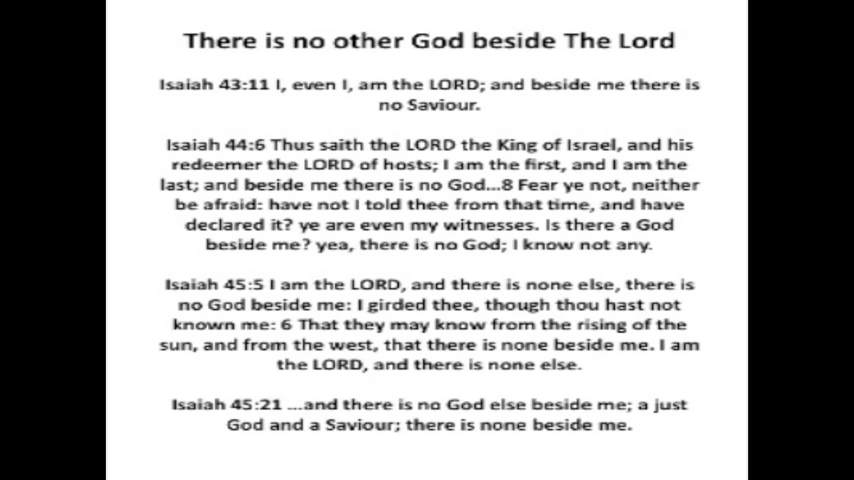 There is no other God beside The Lord
Isaiah 43:11 I, even I, am the LORD; and beside me there is
no Saviour.
Isaiah 44:6 Thus saith the LORD the King of Israel, and his
redeemer the LORD of hosts; I am the first, and I am the
last; and beside me there is no God...8 Fear ye not, neither
be afraid: have not I told thee from that time, and have
declared it? ye are even my witnesses. Is there a God
beside me? yea, there is no God; I know not any.
Isaiah 45:5 I am the LORD, and there is none else, there is
no God beside me: I girded thee, though thou hast not
known me: 6 That they may know from the rising of the
sun, and from the west, that there is none beside me. I am
the LORD, and there is none else.
Isaiah 45:21 ...and there is no God else beside me; a just
God and a Saviour; there is none beside me.